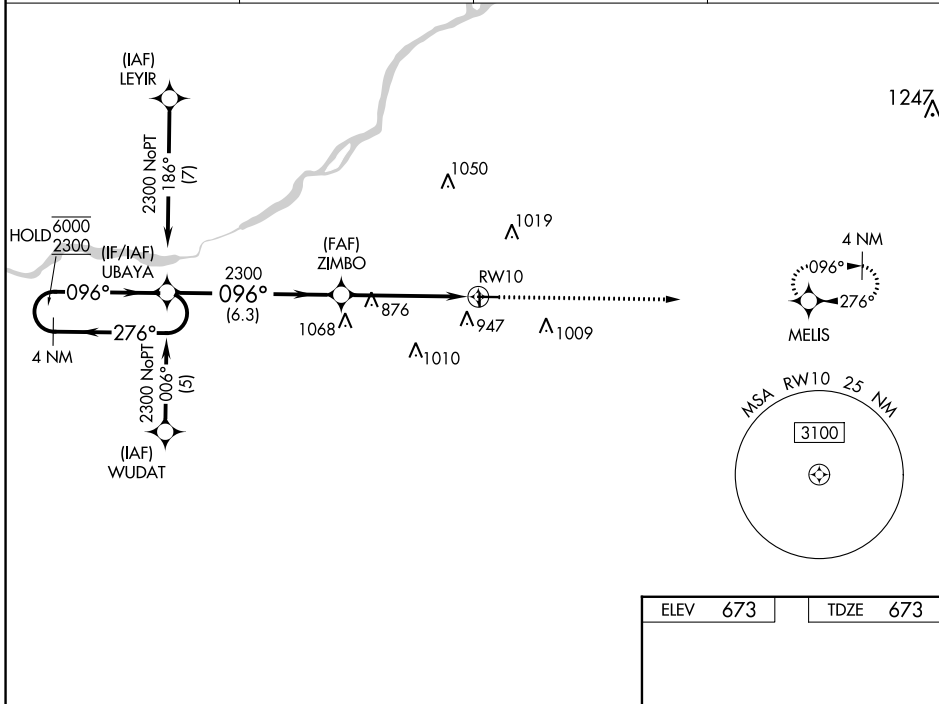 (IAF)
LEYIR
1247
2300 NoPT
186°
(7)
1050
1019
HOLD
6000
2300
(IF/IAF)
UBAYA
(FAF)
ZIMBO
4 NM
2300
RW10
096°
096°
096°
(6.3)
876
276°
1068
947
1009
276°
4 NM
1010
MELIS
2300 NoPT
006°
(5)
(IAF)
WUDAT
MSA RW10 25 NM
3100
ELEV 673
TDZE 673